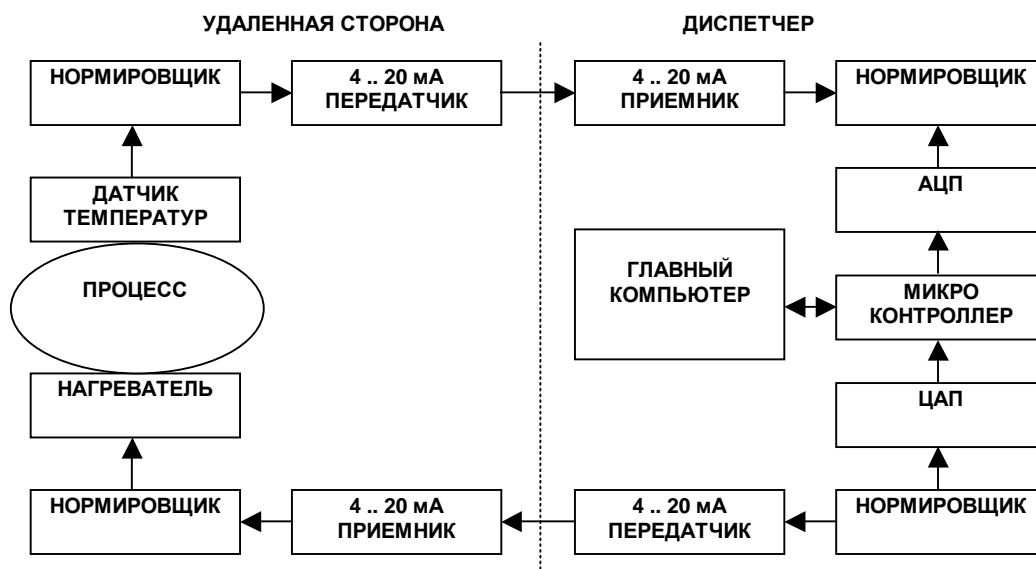 УДАЛЕННАЯ СТОРОНА
ДИСПЕТЧЕР
НОРМИРОВЩИК
4 .. 20 мА
ПЕРЕДАТЧИК
4 .. 20 мА
ПРИЕМНИК
НОРМИРОВЩИК
ДАТЧИК
ТЕМПЕРАТУР
АЦП
ПРОЦЕСС
ГЛАВНЫЙ
КОМПЬЮТЕР
МИКРО
КОНТРОЛЛЕР
НАГРЕВАТЕЛЬ
ЦАП
НОРМИРОВЩИК
4 .. 20 мА
ПРИЕМНИК
4 .. 20 мА
ПЕРЕДАТЧИК
НОРМИРОВЩИК